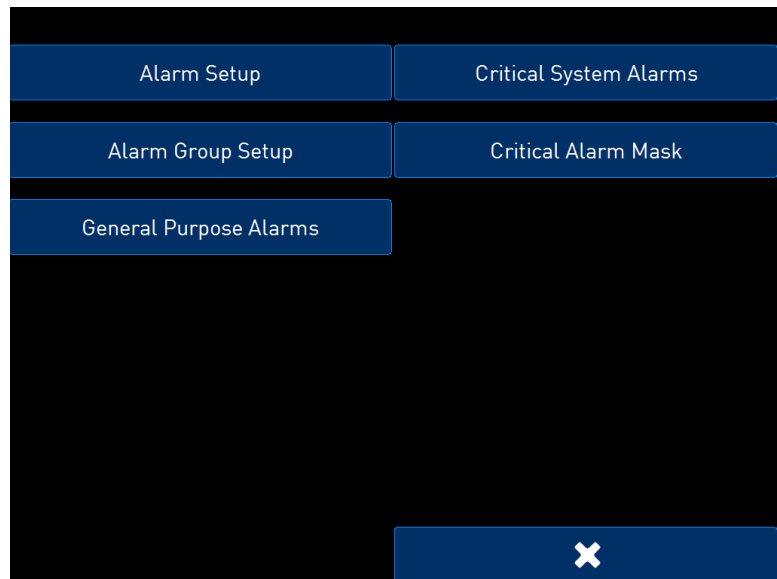 Alarm Setup
Critical System Alarms
Alarm Group Setup
Critical Alarm Mask
General Purpose Alarms